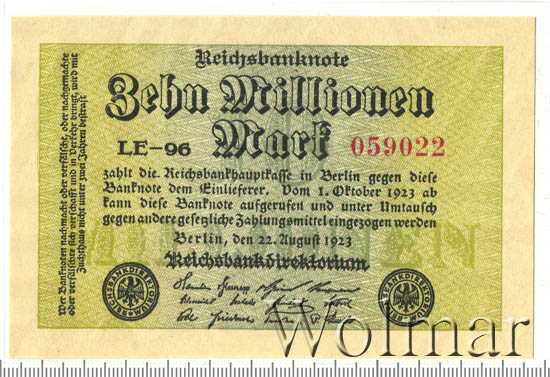 Reichsbanknote
Zehn Millionen
Mark
LE-96
059022
zahlt die Reichsbankhauptkasse in Berlin gegen diese
Banknote dem Einlieferer. Vom 1. Oktober 1923 ab
kann diese Banknote aufgerufen und unter Umtausch
gegen andere gesetzliche Zahlungsmittel eingezogen werden
Berlin, den 22. August 1923
Reichsbankdirektorium
Wer Banknoten nachmacht oder verfälscht, oder nachgemachte
oder verfälschte sich verschafft und in Verkehr bringt, wird mit
Zuchthaus nicht unter zwei Jahren bestraft
REICHSBANKDIREKTORIUM
REICHSBANKDIREKTORIUM
Wolmar